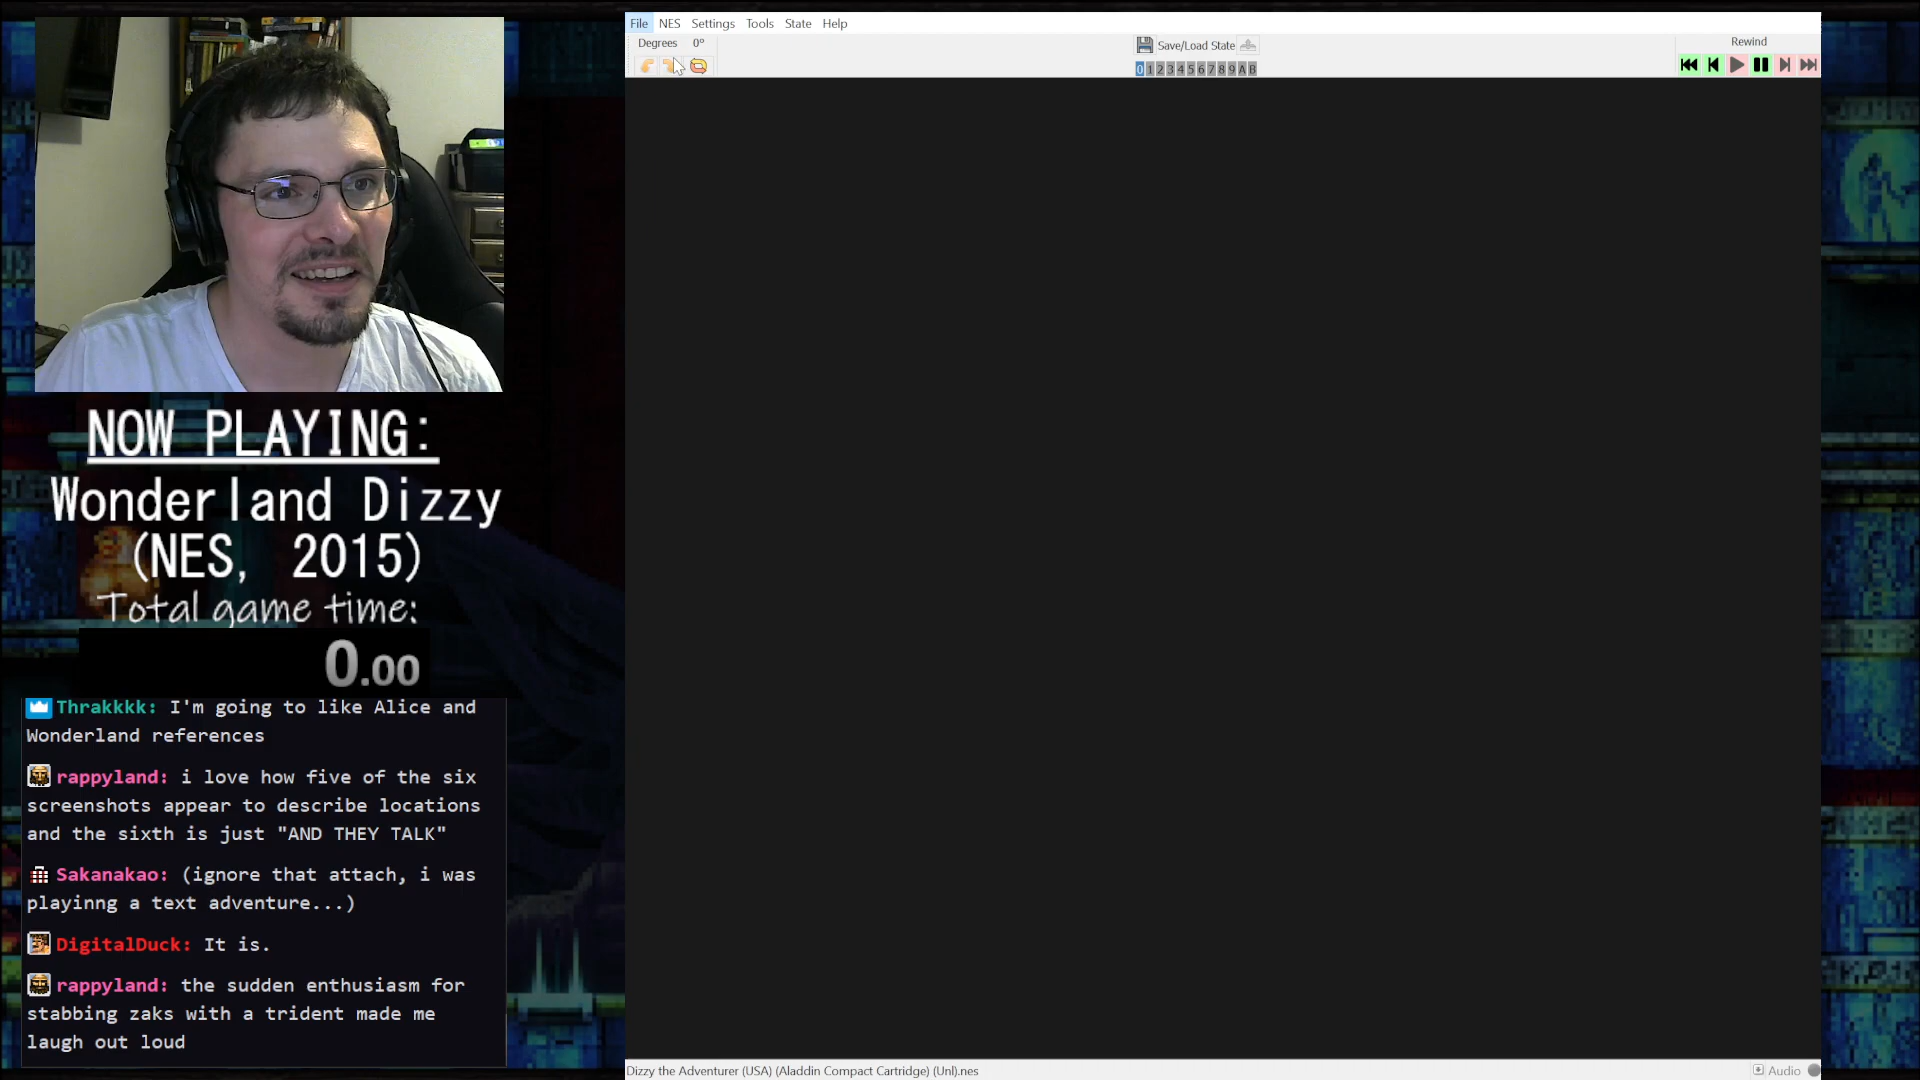 File NES Settings Tools State Help
Degrees 0°
Save/Load State
0 1 2 3 4 5 6 7 8 9 A B
Rewind
NOW PLAYING:
Wonderland Dizzy
(NES, 2015)
Total game time:
0.00
Thrakkkk: I'm going to like Alice and
Wonderland references
rappyland: i love how five of the six
screenshots appear to describe locations
and the sixth is just "AND THEY TALK"
Sakanakao: (ignore that attach, i was
playinng a text adventure...)
DigitalDuck: It is.
rappyland: the sudden enthusiasm for
stabbing zaks with a trident made me
laugh out loud
Dizzy the Adventurer (USA) (Aladdin Compact Cartridge) (Unl).nes
Audio